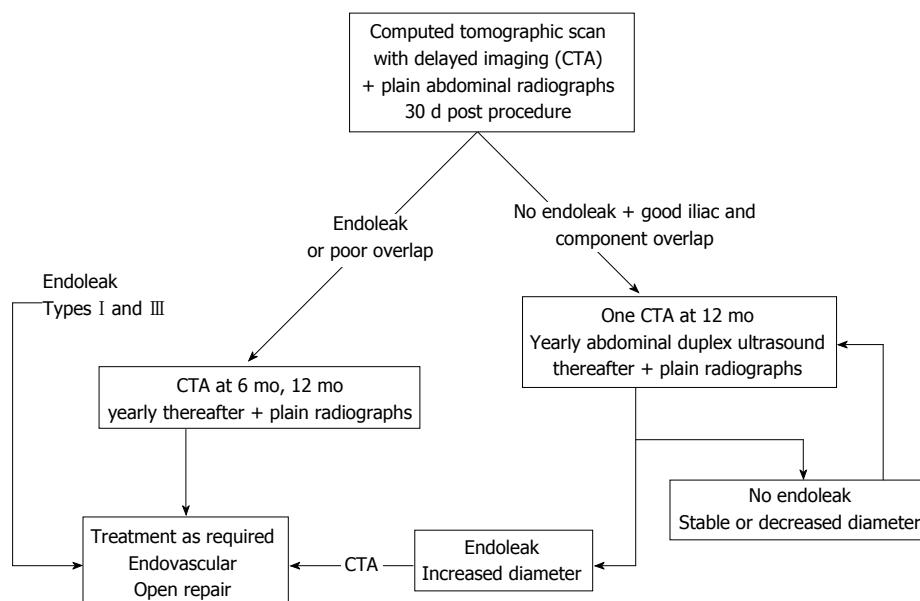 Computed tomographic scan
with delayed imaging (CTA)
+ plain abdominal radiographs
30 d post procedure
Endoleak
or poor overlap
No endoleak + good iliac and
component overlap
Endoleak
Types Ⅰ and Ⅲ
One CTA at 12 mo
Yearly abdominal duplex ultrasound
thereafter + plain radiographs
CTA at 6 mo, 12 mo
yearly thereafter + plain radiographs
No endoleak
Stable or decreased diameter
Treatment as required
Endovascular
Open repair
CTA
Endoleak
Increased diameter